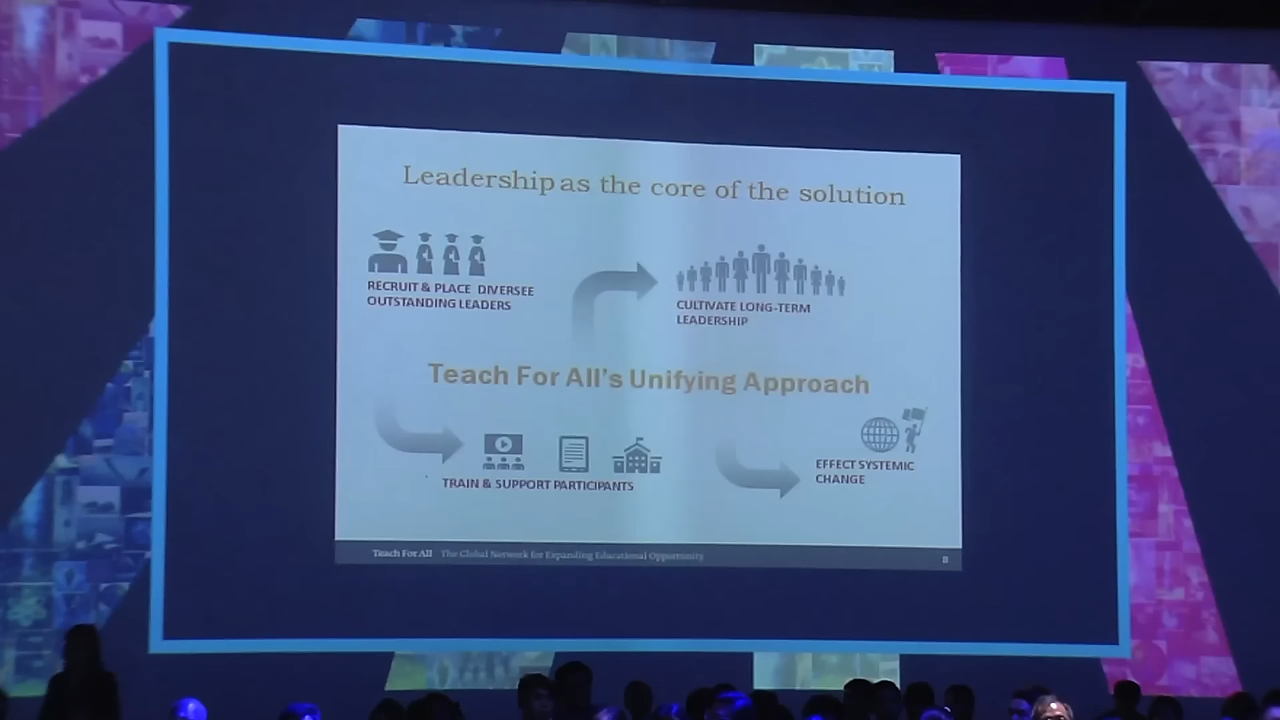 Leadership as the core of the solution
RECRUIT & PLACE DIVERSEE
OUTSTANDING LEADERS
CULTIVATE LONG-TERM
LEADERSHIP
Teach For All's Unifying Approach
TRAIN & SUPPORT PARTICIPANTS
EFFECT SYSTEMIC
CHANGE
Teach For All The Global Network for Expanding Educational Opportunity
8